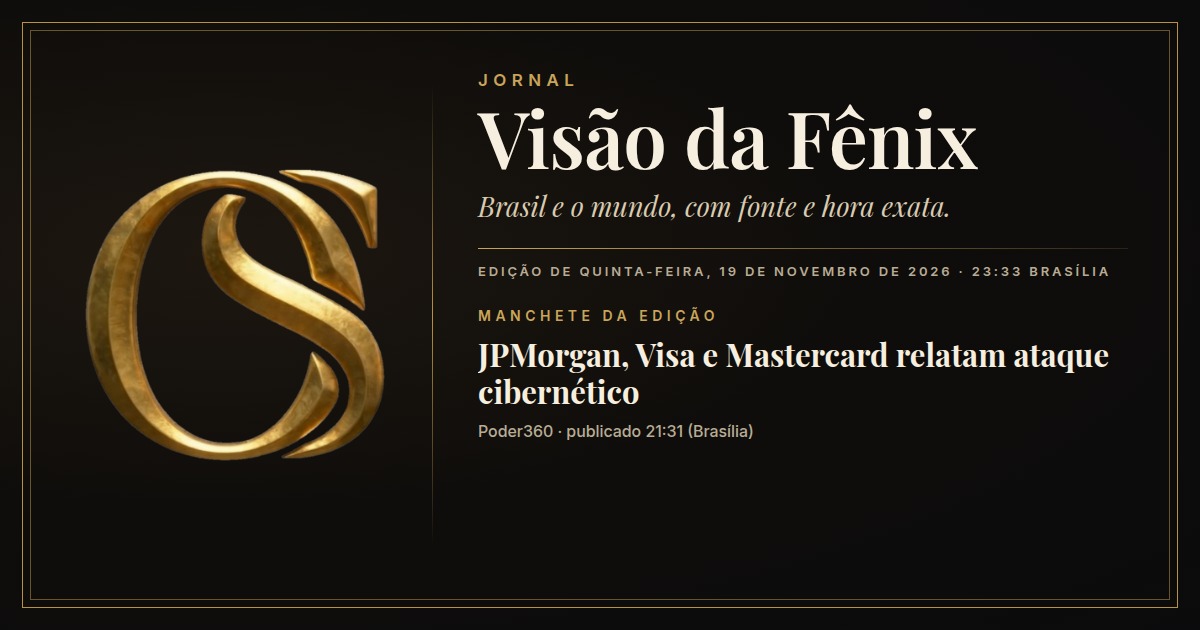 JORNAL
Visão da Fênix
Brasil e o mundo, com fonte e hora exata.
EDIÇÃO DE QUINTA-FEIRA, 19 DE NOVEMBRO DE 2026 · 23:33 BRASÍLIA
MANCHETE DA EDIÇÃO
JPMorgan, Visa e Mastercard relatam ataque
cibernético
Poder360 · publicado 21:31 (Brasília)